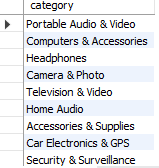 category
Portable Audio & Video
Computers & Accessories
Headphones
Camera & Photo
Television & Video
Home Audio
Accessories & Supplies
Car Electronics & GPS
Security & Surveillance